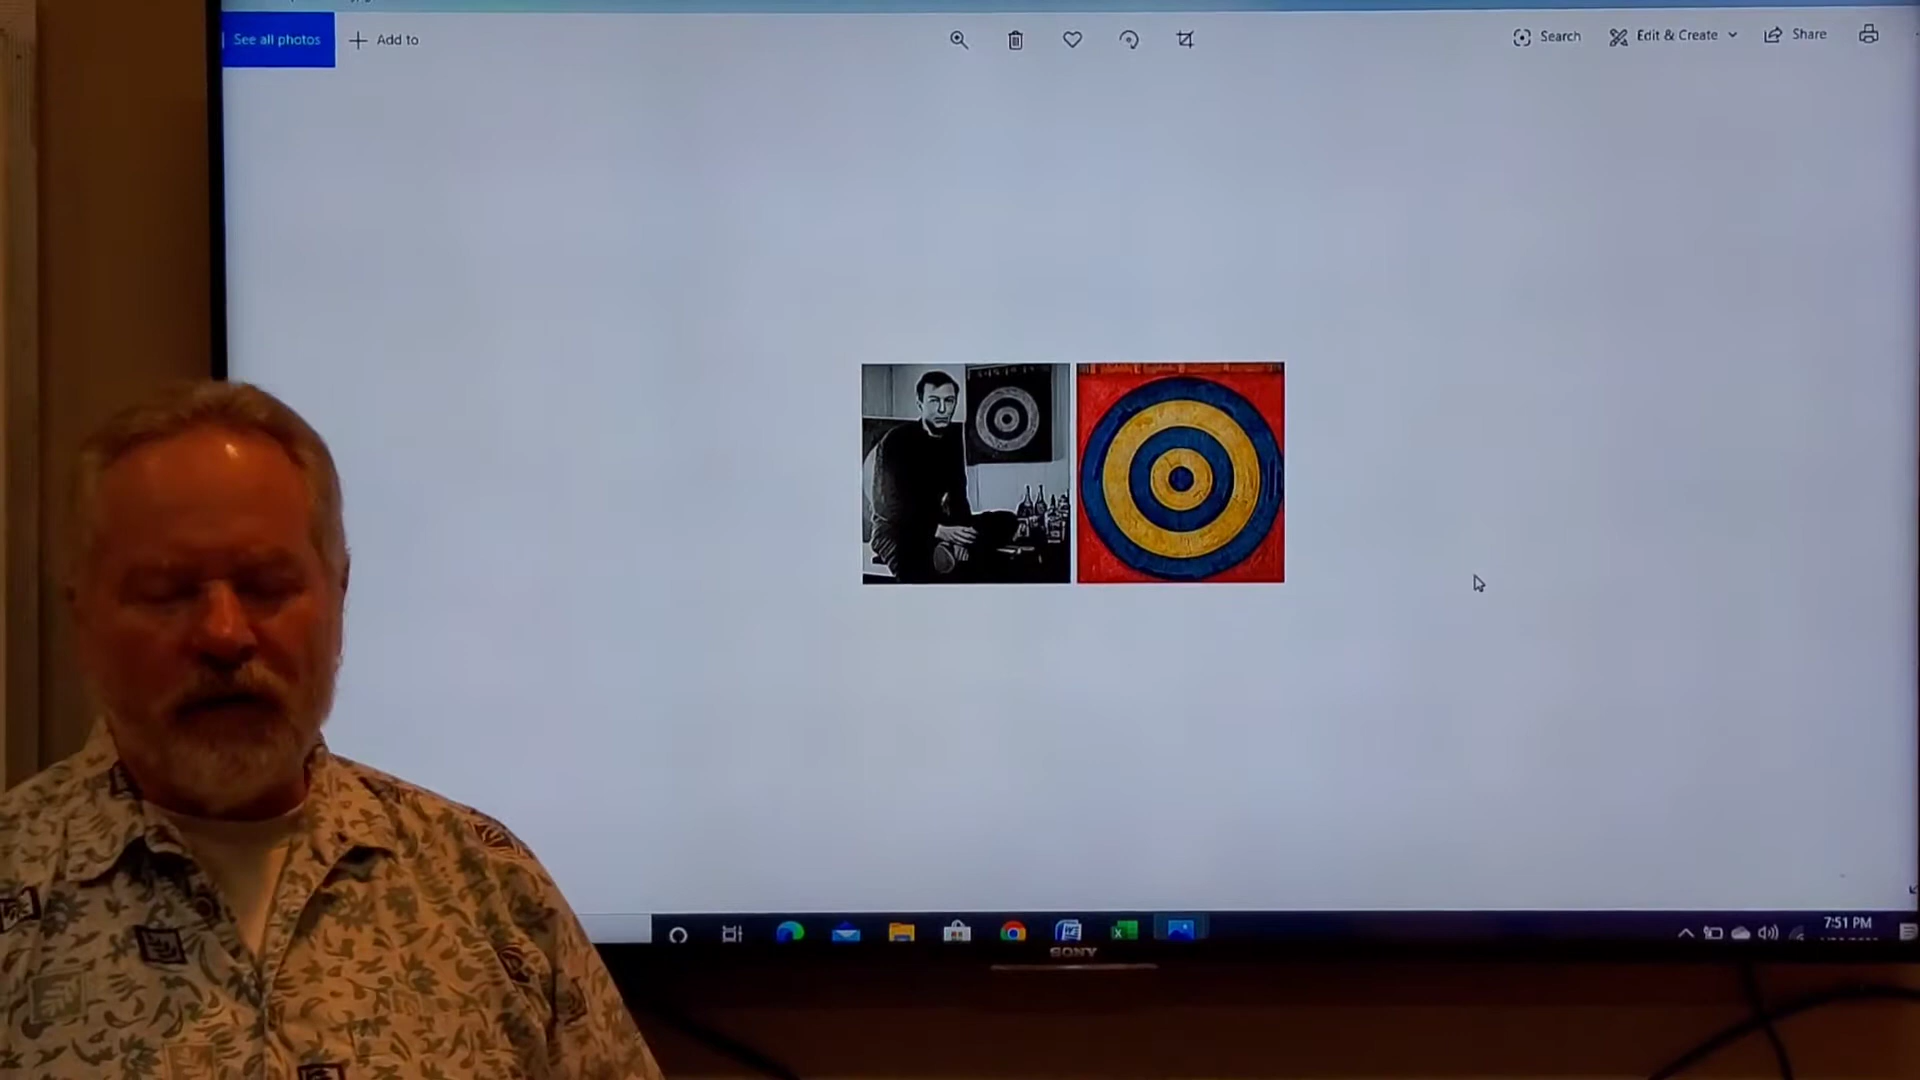 See all photos
Add to
Search
Edit & Create
Share
7:51 PM
SONY